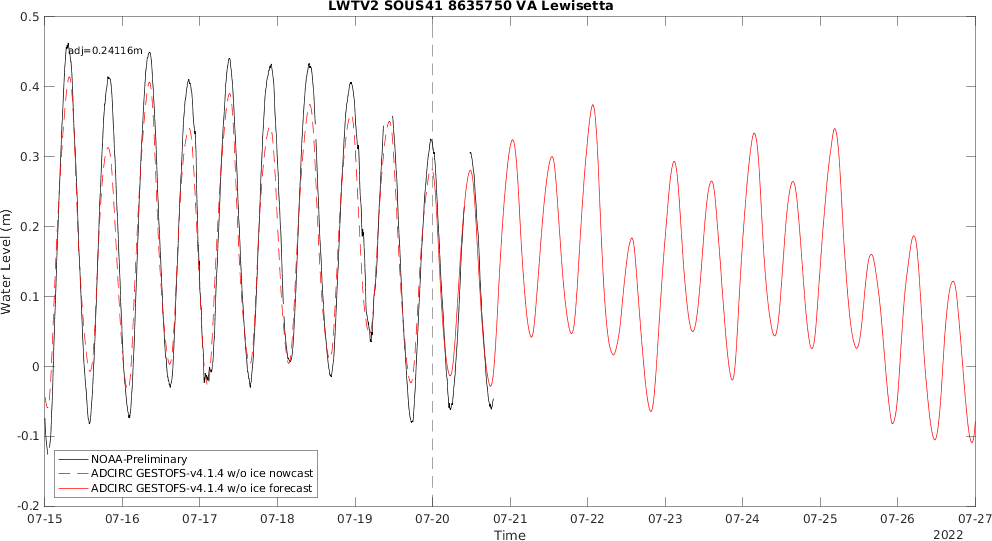 LWTV2 SOUS41 8635750 VA Lewisetta
adj=0.24116m
0.5
0.4
0.3
0.2
0.1
0
-0.1
-0.2
Water Level (m)
NOAA-Preliminary
ADCIRC GESTOFS-v4.1.4 w/o ice nowcast
ADCIRC GESTOFS-v4.1.4 w/o ice forecast
07-15 07-16 07-17 07-18 07-19 07-20 07-21 07-22 07-23 07-24 07-25 07-26 07-27
Time
2022